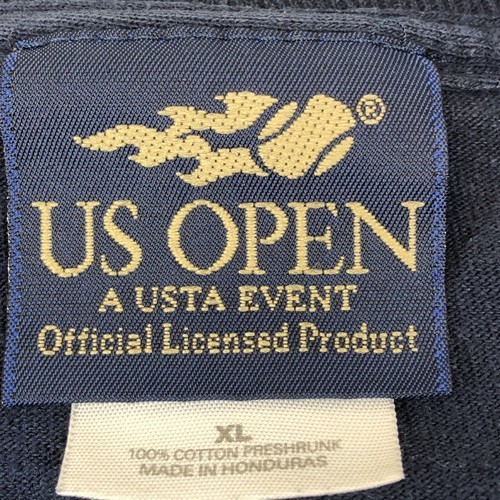 ®
US OPEN
A USTA EVENT
Official Licensed Product
XL
100% COTTON PRESHRUNK
MADE IN HONDURAS